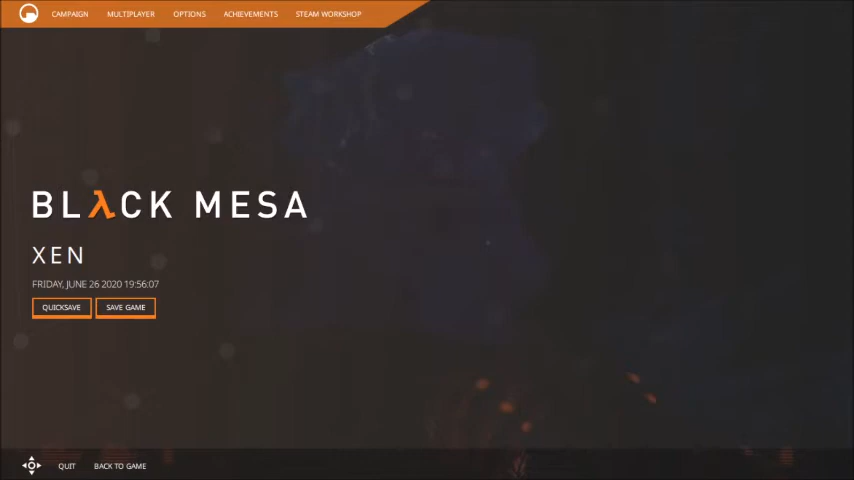 CAMPAIGN MULTIPLAYER OPTIONS ACHIEVEMENTS STEAM WORKSHOP
BLλCK MESA
XEN
FRIDAY, JUNE 26 2020 19:56:07
QUICKSAVE SAVE GAME
QUIT BACK TO GAME